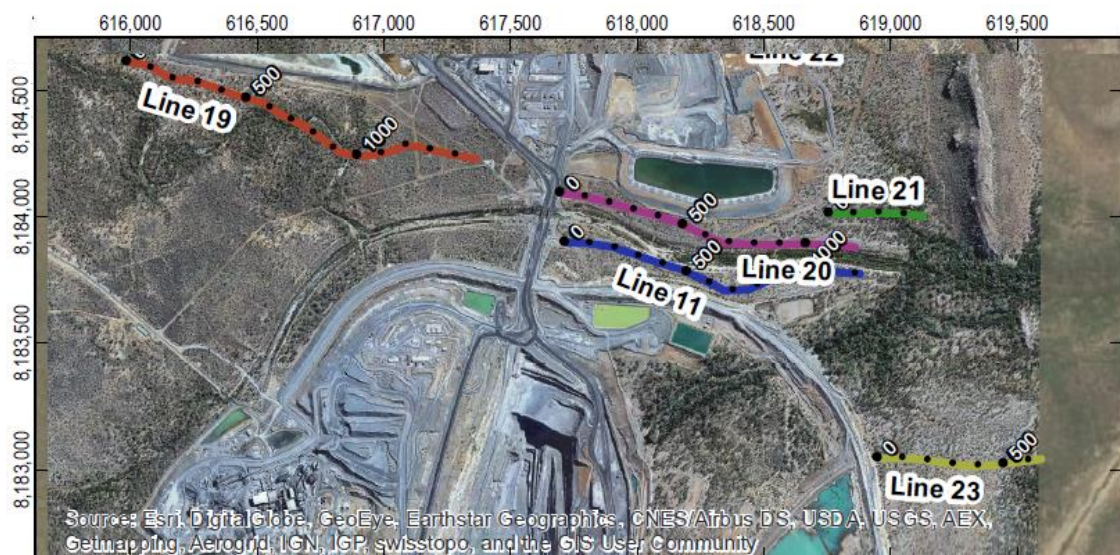 616,000 616,500 617,000 617,500 618,000 618,500 619,000 619,500
8,184,500
8,184,000
8,183,500
8,183,000
Line 22
0
500
1000
Line 19
0
500
1000
Line 20
0
500
Line 11
0
Line 21
0
500
Line 23
Source: Esri, DigitalGlobe, GeoEye, Earthstar Geographics, CNES/Airbus DS, USDA, USGS, AEX,
Getmapping, Aerogrid, IGN, IGP, swisstopo, and the GIS User Community